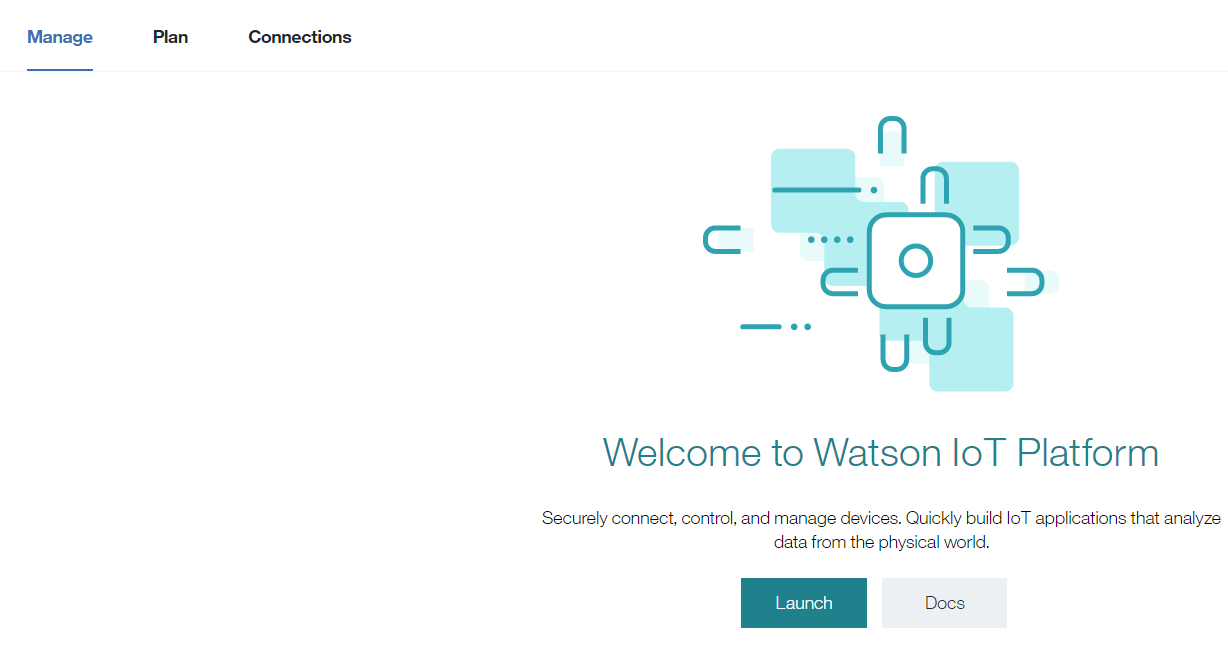 Manage Plan Connections
Welcome to Watson IoT Platform
Securely connect, control, and manage devices. Quickly build IoT applications that analyze
data from the physical world.
Launch Docs